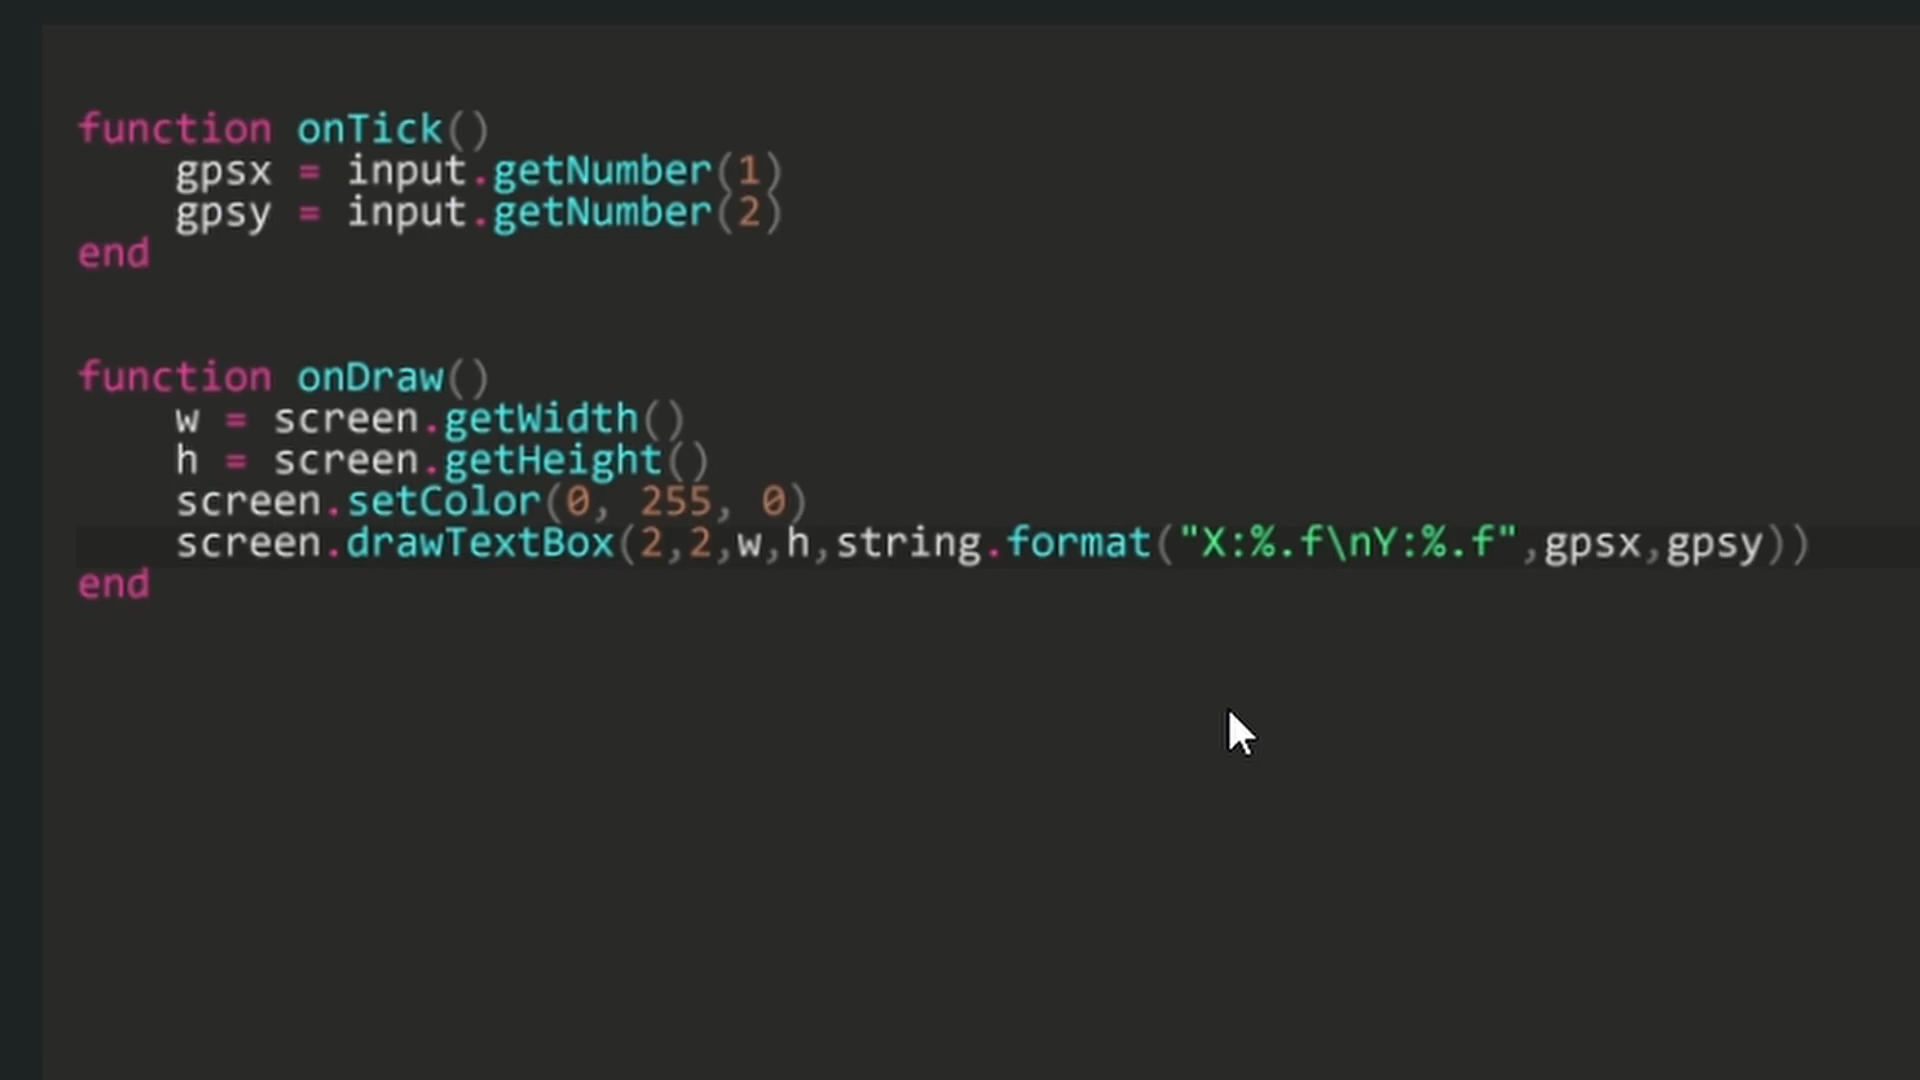 function onTick()
    gpsx = input.getNumber(1)
    gpsy = input.getNumber(2)
end
function onDraw()
    w = screen.getWidth()
    h = screen.getHeight()
    screen.setColor(0, 255, 0)
    screen.drawTextBox(2,2,w,h,string.format("X:%.f\nY:%.f",gpsx,gpsy))
end